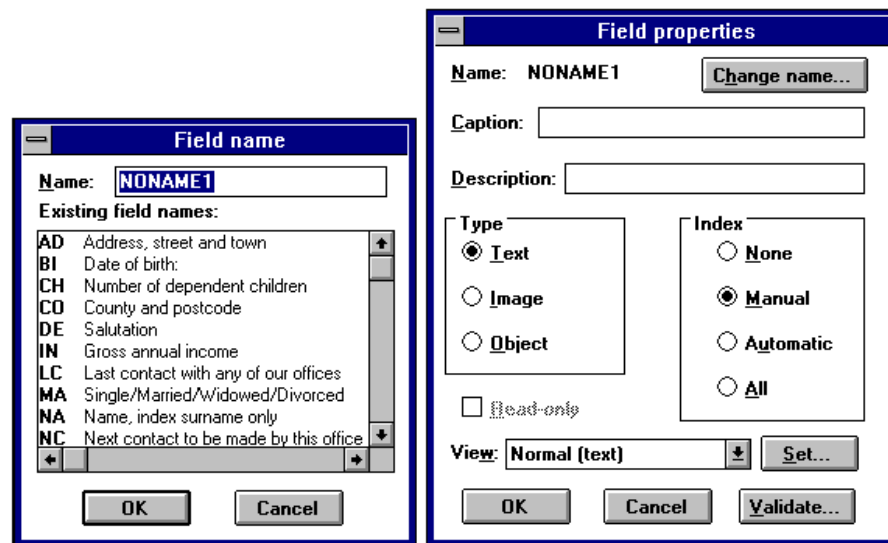 Field name
Name: NONAME1
Existing field names:
AD Address, street and town
BI Date of birth:
CH Number of dependent children
CO County and postcode
DE Salutation
IN Gross annual income
LC Last contact with any of our offices
MA Single/Married/Widowed/Divorced
NA Name, index surname only
NC Next contact to be made by this office
OK Cancel
Field properties
Name: NONAME1 Change name...
Caption:
Description:
Type Index
Text None
Image Manual
Object Automatic
All
Read-only
View: Normal (text) Set...
OK Cancel Validate...